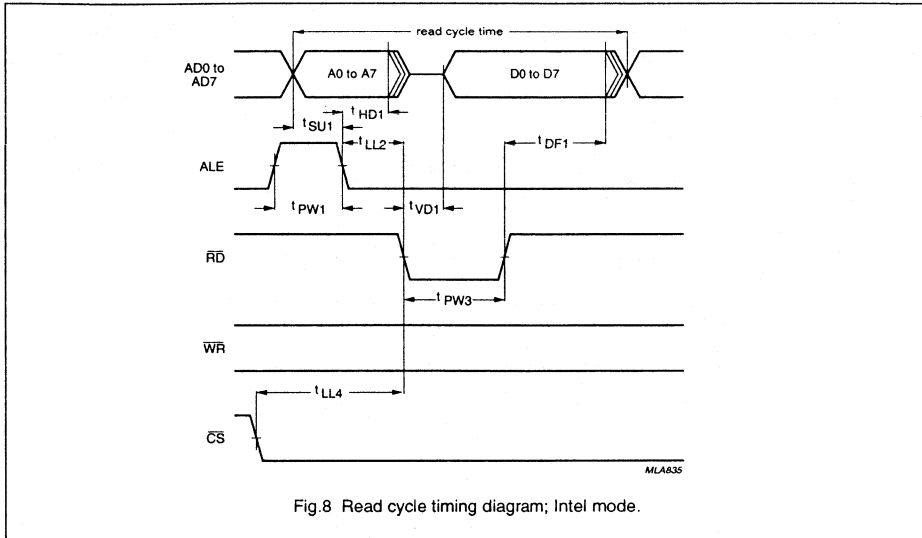 read cycle time
AD0 to
AD7
A0 to A7
D0 to D7
t HD1
t SU1
t LL2
t DF1
ALE
t PW1
t VD1
RD
t PW3
WR
t LL4
CS
MLA835
Fig.8 Read cycle timing diagram; Intel mode.